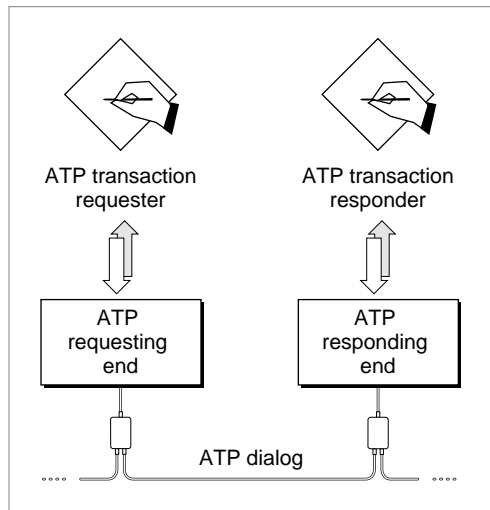 ATP transaction
requester
ATP transaction
responder
ATP
requesting
end
ATP
responding
end
ATP dialog